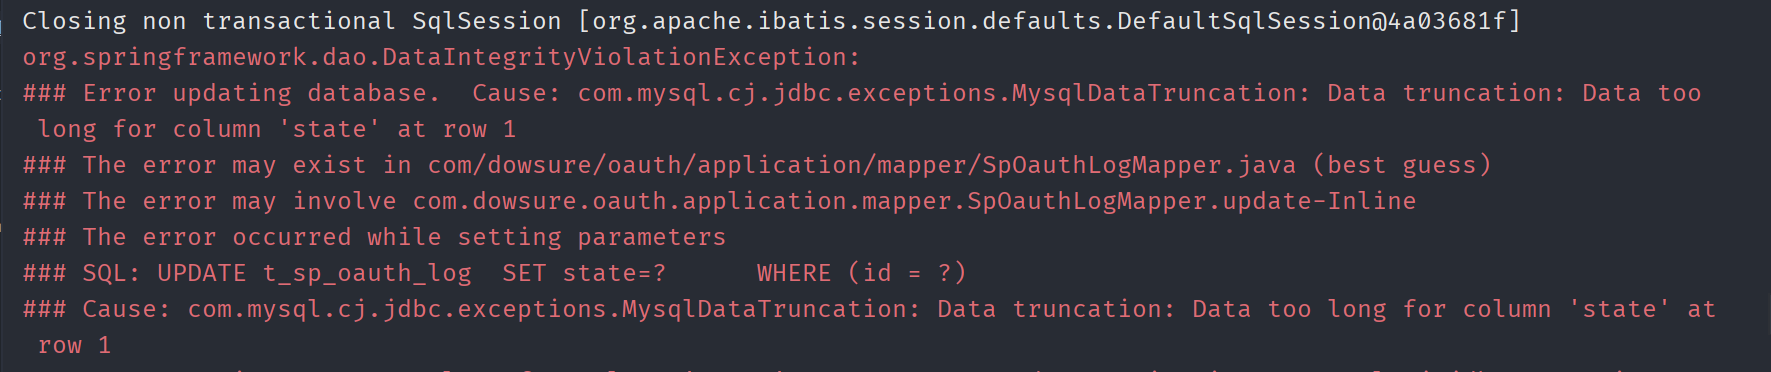 Closing non transactional SqlSession [org.apache.ibatis.session.defaults.DefaultSqlSession@4a03681f]
org.springframework.dao.DataIntegrityViolationException:
### Error updating database.  Cause: com.mysql.cj.jdbc.exceptions.MysqlDataTruncation: Data truncation: Data too
 long for column 'state' at row 1
### The error may exist in com/dowsure/oauth/application/mapper/SpOauthLogMapper.java (best guess)
### The error may involve com.dowsure.oauth.application.mapper.SpOauthLogMapper.update-Inline
### The error occurred while setting parameters
### SQL: UPDATE t_sp_oauth_log  SET state=?      WHERE (id = ?)
### Cause: com.mysql.cj.jdbc.exceptions.MysqlDataTruncation: Data truncation: Data too long for column 'state' at
 row 1